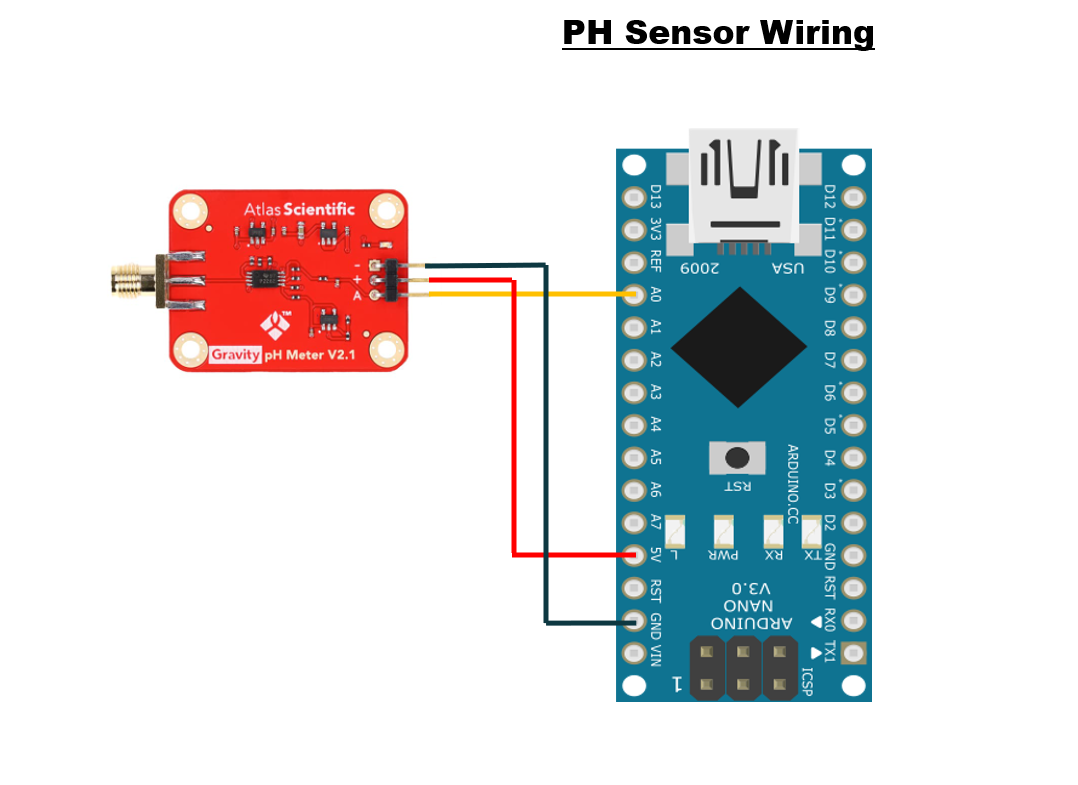 PH Sensor Wiring
Atlas Scientific
-
+
A
™
Gravity pH Meter V2.1
D13
3V3
REF
A0
A1
A2
A3
A4
A5
A6
A7
5V
RST
GND
VIN
2009
USA
RST
ARDUINO.CC
L
PWR
RX
TX
ARDUINO
NANO
V3.0
1
ICSP
D12
D11
D10
D9
D8
D7
D6
D5
D4
D3
D2
GND
RST
RX0
TX1